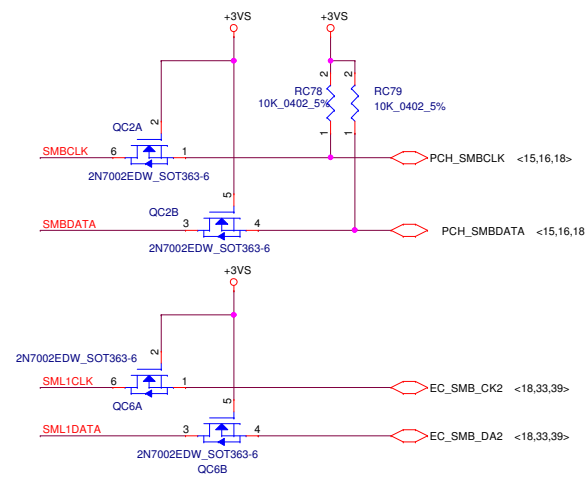 +3VS
+3VS
2
2
RC78
RC79
10K_0402_5%
10K_0402_5%
QC2A
2
1
1
SMBCLK
6
1
PCH_SMBCLK <15,16,18>
2N7002EDW_SOT363-6
5
QC2B
SMBDATA
3
4
PCH_SMBDATA <15,16,18
2N7002EDW_SOT363-6
+3VS
2N7002EDW_SOT363-6
2
SML1CLK
6
1
EC_SMB_CK2 <18,33,39>
QC6A
5
SML1DATA
3
4
EC_SMB_DA2 <18,33,39>
2N7002EDW_SOT363-6
QC6B